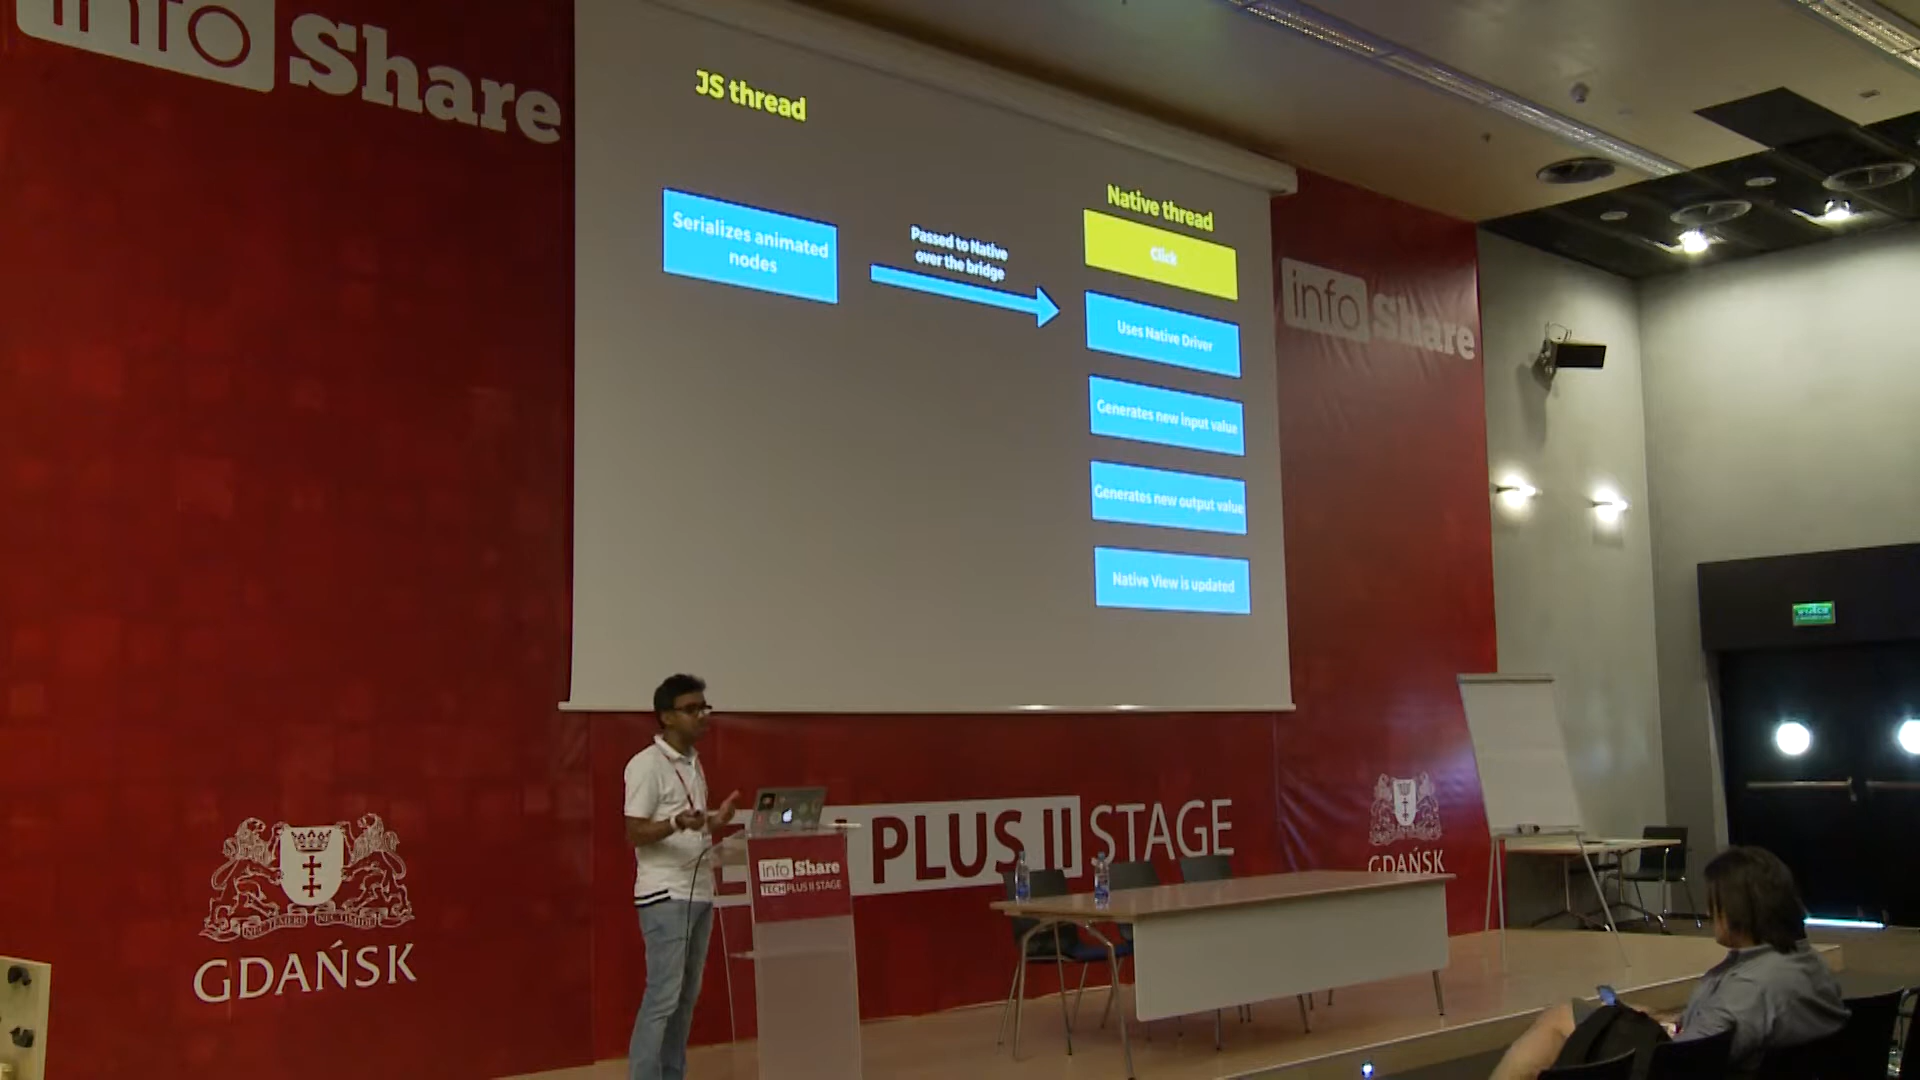 info Share
JS thread
Serializes animated
nodes
Passed to Native
over the bridge
Native thread
Click
Uses Native Driver
Generates new input value
Generates new output value
Native View is updated
info Share
PLUS II STAGE
info Share
TECH PLUS II STAGE
GDAŃSK
GDAŃSK